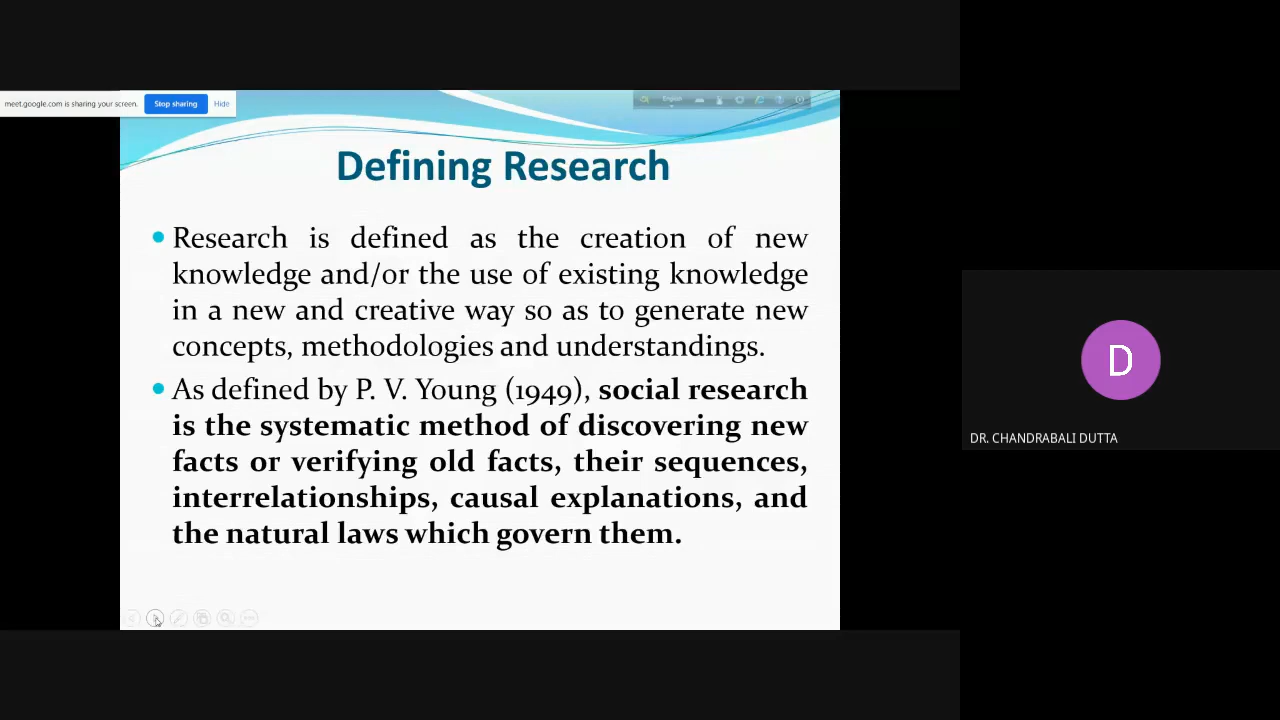 meet.google.com is sharing your screen. Stop sharing Hide
English
Defining Research
Research is defined as the creation of new
knowledge and/or the use of existing knowledge
in a new and creative way so as to generate new
concepts, methodologies and understandings.
As defined by P. V. Young (1949), social research
is the systematic method of discovering new
facts or verifying old facts, their sequences,
interrelationships, causal explanations, and
the natural laws which govern them.
D
DR. CHANDRABALI DUTTA